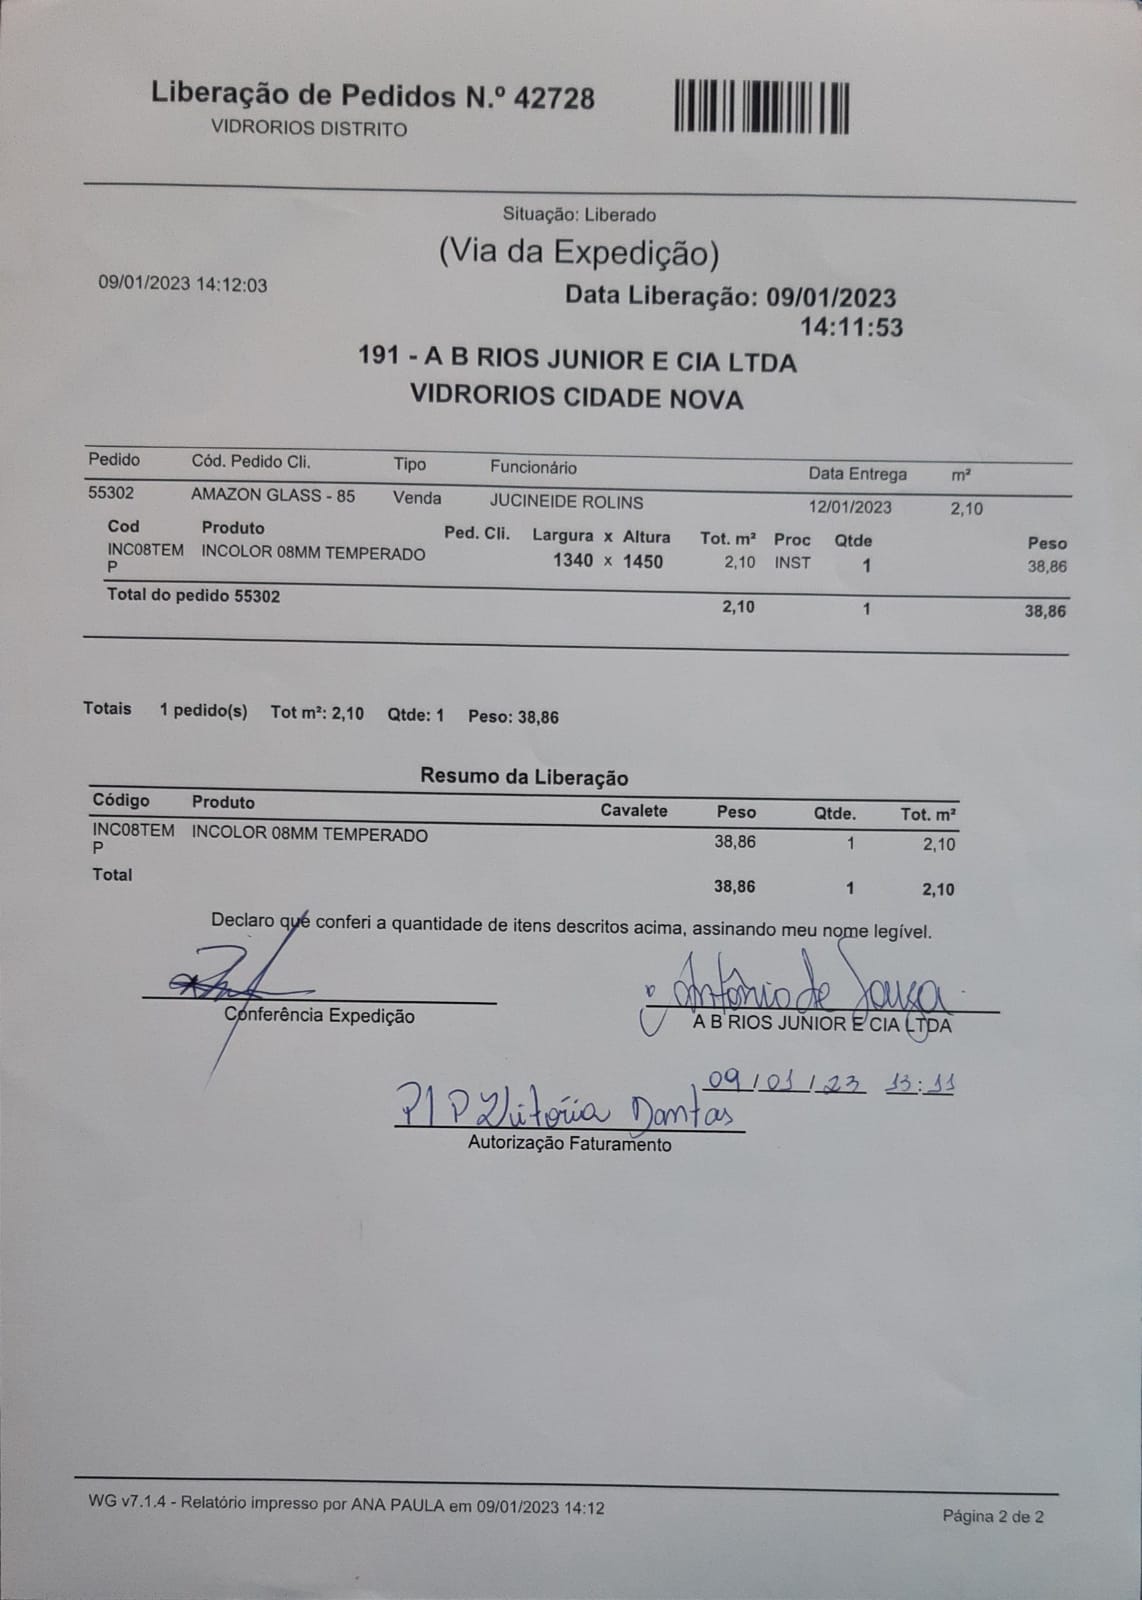 Liberação de Pedidos N.º 42728
VIDRORIOS DISTRITO
Situação: Liberado
(Via da Expedição)
09/01/2023 14:12:03
Data Liberação: 09/01/2023
14:11:53
191 - A B RIOS JUNIOR E CIA LTDA
VIDRORIOS CIDADE NOVA
Pedido Cód. Pedido Cli. Tipo Funcionário Data Entrega m²
55302 AMAZON GLASS - 85 Venda JUCINEIDE ROLINS 12/01/2023 2,10
Cod Produto Ped. Cli. Largura x Altura Tot. m² Proc Qtde Peso
INC08TEM INCOLOR 08MM TEMPERADO 1340 x 1450 2,10 INST 1 38,86
P
Total do pedido 55302 2,10 1 38,86
Totais 1 pedido(s) Tot m²: 2,10 Qtde: 1 Peso: 38,86
Resumo da Liberação
Código Produto Cavalete Peso Qtde. Tot. m²
INC08TEM INCOLOR 08MM TEMPERADO 38,86 1 2,10
P
Total 38,86 1 2,10
Declaro que conferi a quantidade de itens descritos acima, assinando meu nome legível.
Antônio de Sousa
Conferência Expedição A B RIOS JUNIOR E CIA LTDA
09/01/23 13:11
P/P Vitória Dantas
Autorização Faturamento
WG v7.1.4 - Relatório impresso por ANA PAULA em 09/01/2023 14:12
Página 2 de 2